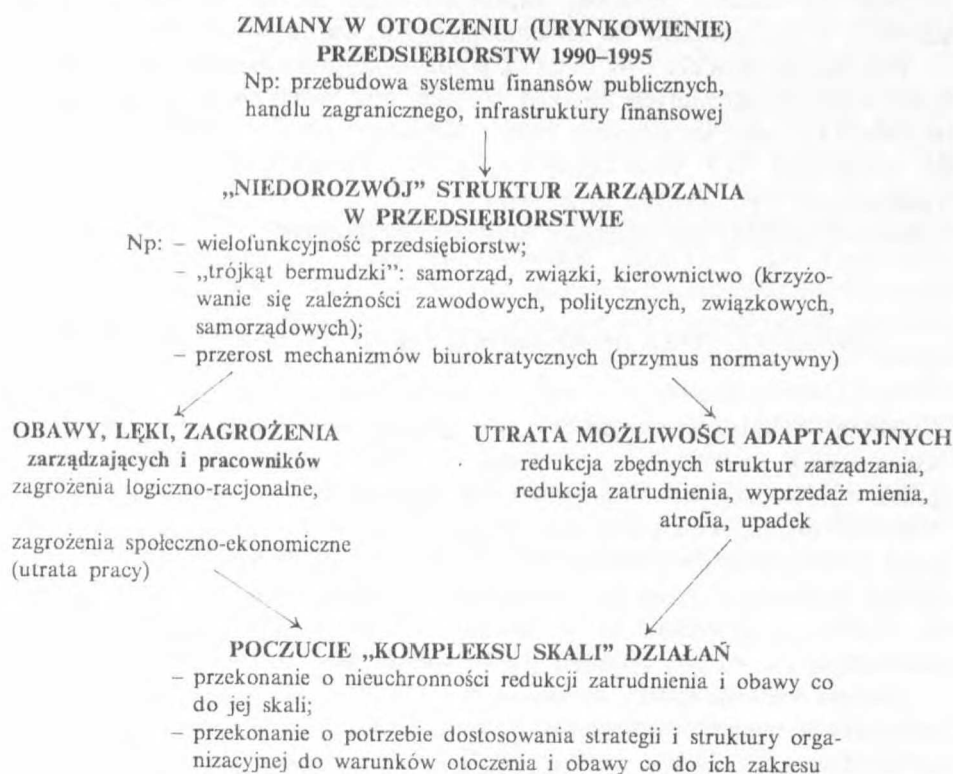 ZMIANY W OTOCZENIU (URYNKOWIENIE)
PRZEDSIĘBIORSTW 1990–1995
Np: przebudowa systemu finansów publicznych,
handlu zagranicznego, infrastruktury finansowej
„NIEDOROZWÓJ” STRUKTUR ZARZĄDZANIA
W PRZEDSIĘBIORSTWIE
Np: – wielofunkcyjność przedsiębiorstw;
– „trójkąt bermudzki”: samorząd, związki, kierownictwo (krzyżo-
wanie się zależności zawodowych, politycznych, związkowych,
samorządowych);
– przerost mechanizmów biurokratycznych (przymus normatywny)
OBAWY, LĘKI, ZAGROŻENIA
zarządzających i pracowników
zagrożenia logiczno-racjonalne,
zagrożenia społeczno-ekonomiczne
(utrata pracy)
UTRATA MOŻLIWOŚCI ADAPTACYJNYCH
redukcja zbędnych struktur zarządzania,
redukcja zatrudnienia, wyprzedaż mienia,
atrofia, upadek
POCZUCIE „KOMPLEKSU SKALI” DZIAŁAŃ
– przekonanie o nieuchronności redukcji zatrudnienia i obawy co
do jej skali;
– przekonanie o potrzebie dostosowania strategii i struktury orga-
nizacyjnej do warunków otoczenia i obawy co do ich zakresu